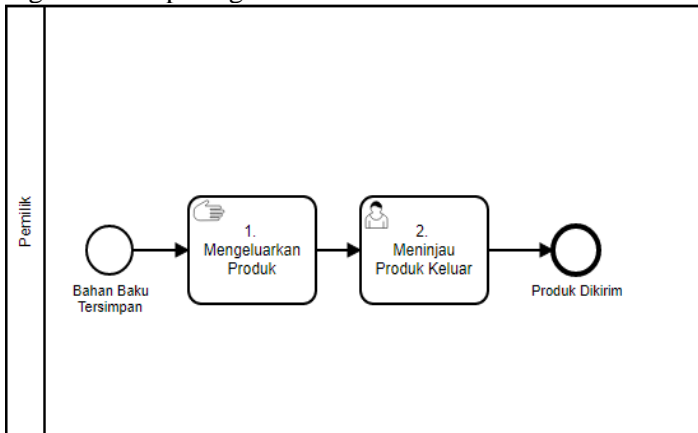 Pemilik
Bahan Baku
Tersimpan
1.
Mengeluarkan
Produk
2.
Meninjau
Produk Keluar
Produk Dikirim